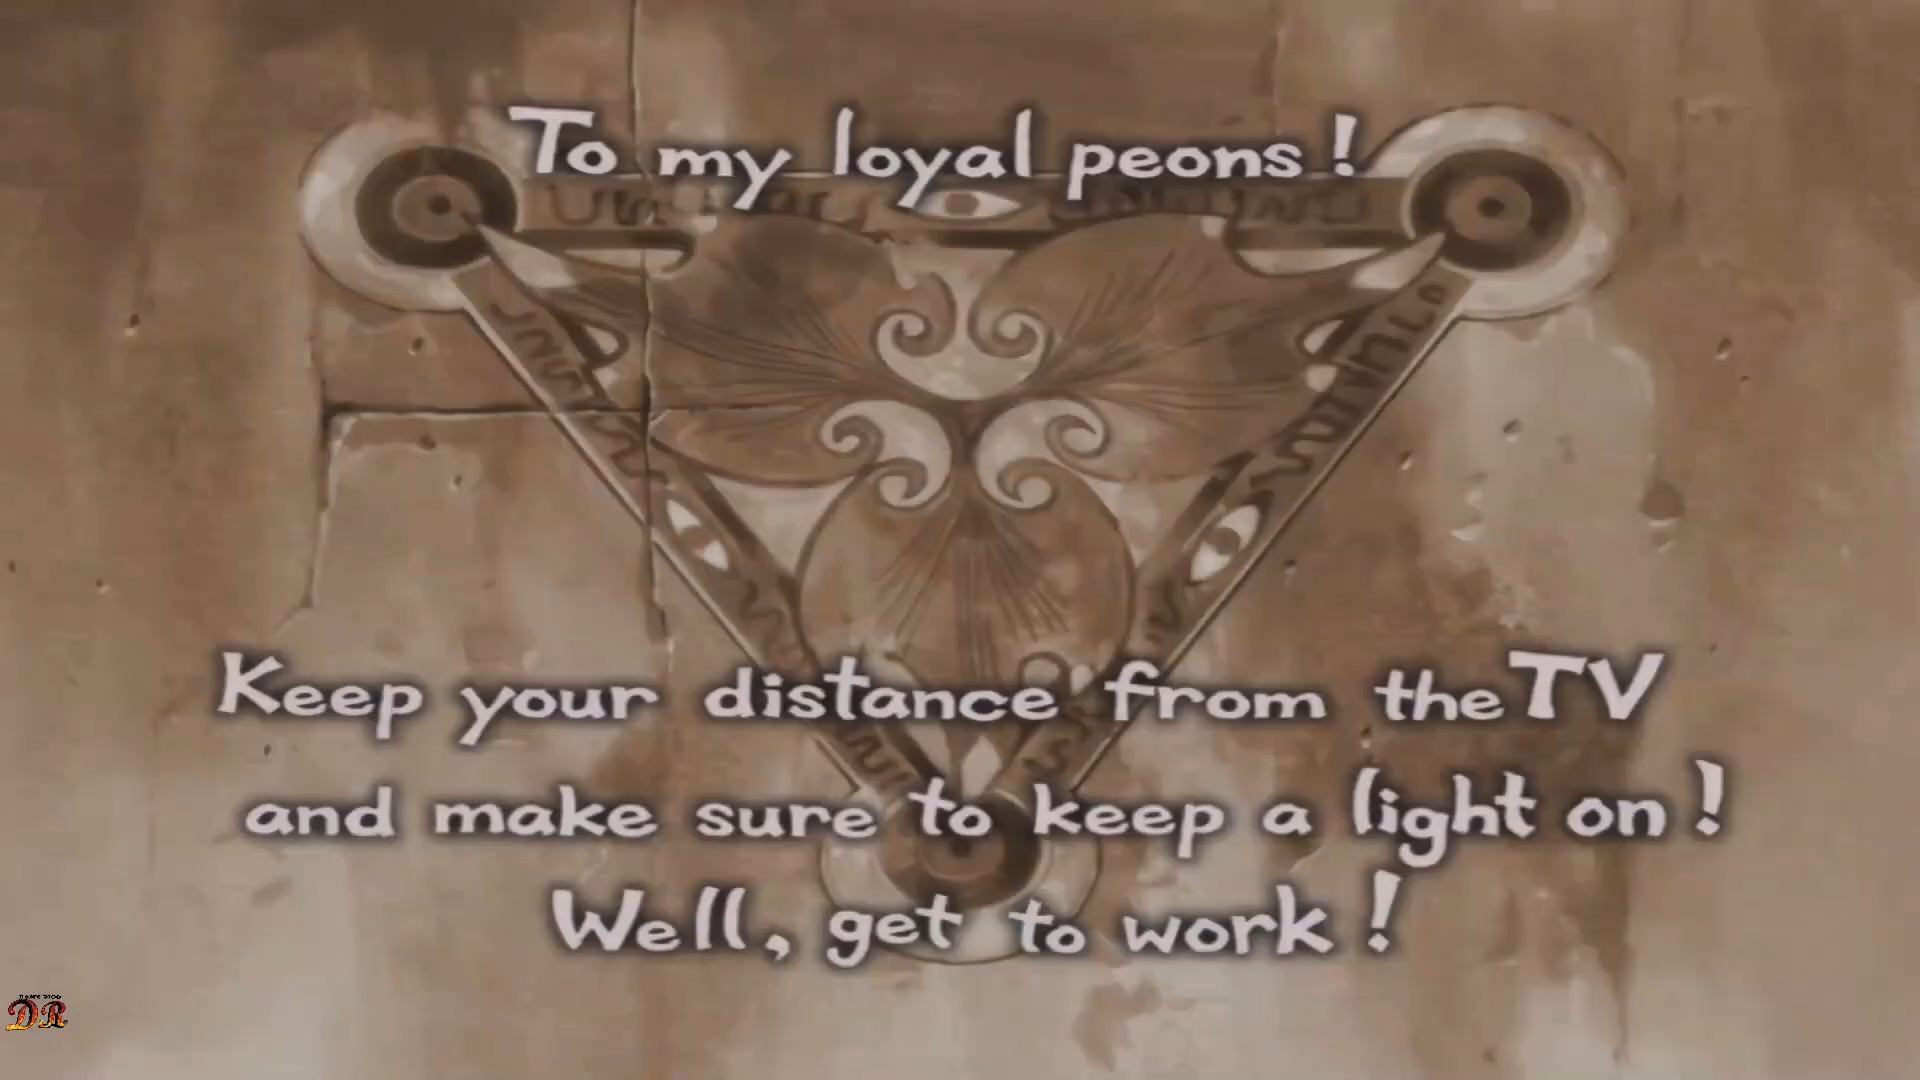 To my loyal peons!
Keep your distance from the TV
and make sure to keep a light on!
Well, get to work!
DR